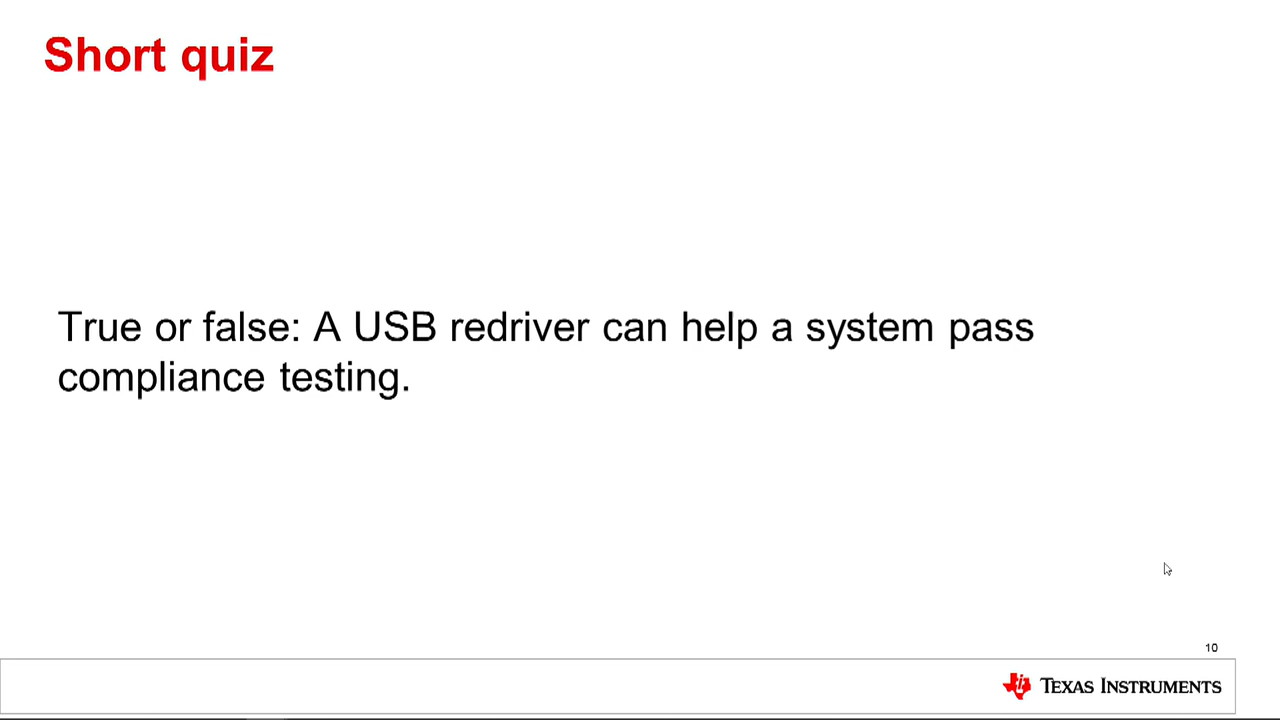 Short quiz
True or false: A USB redriver can help a system pass
compliance testing.
10
TEXAS INSTRUMENTS